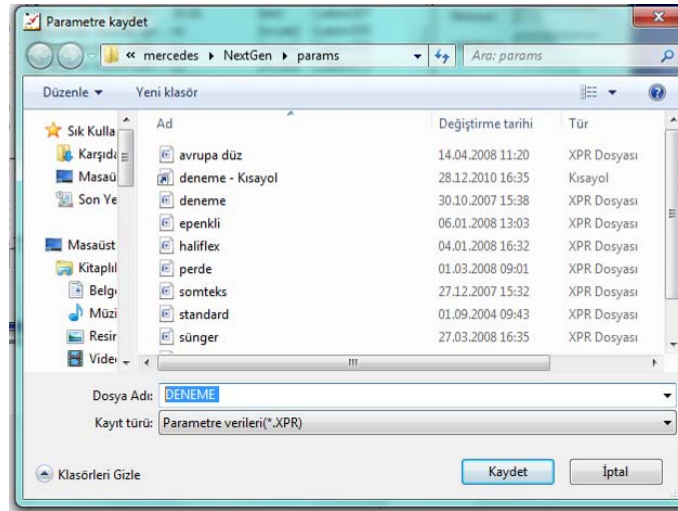 Parametre kaydet
« mercedes ▸ NextGen ▸ params
Ara: params
Düzenle Yeni klasör
Ad Değiştirme tarihi Tür
Sık Kulla
Karşıda
Masaü
Son Ye
Masaüst
Kitaplıl
Belge
Müzi
Resir
Video
avrupa düz 14.04.2008 11:20 XPR Dosyası
deneme - Kısayol 28.12.2010 16:35 Kısayol
deneme 30.10.2007 15:38 XPR Dosyası
epenkli 06.01.2008 13:03 XPR Dosyası
haliflex 04.01.2008 16:32 XPR Dosyası
perde 01.03.2008 09:01 XPR Dosyası
somteks 27.12.2007 15:32 XPR Dosyası
standard 01.09.2004 09:43 XPR Dosyası
sünger 27.03.2008 16:35 XPR Dosyası
Dosya Adı: DENEME
Kayıt türü: Parametre verileri(*.XPR)
Klasörleri Gizle
Kaydet İptal